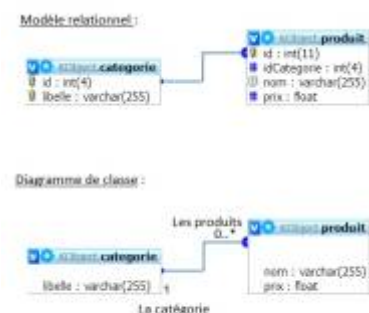 Modèle relationnel :
produit
id : int(11)
idCategorie : int(4)
nom : varchar(255)
prix : float
categorie
id : int(4)
libelle : varchar(255)
Diagramme de classe :
Les produits
0..*
produit
nom : varchar(255)
prix : float
categorie
libelle : varchar(255)
1
La catégorie